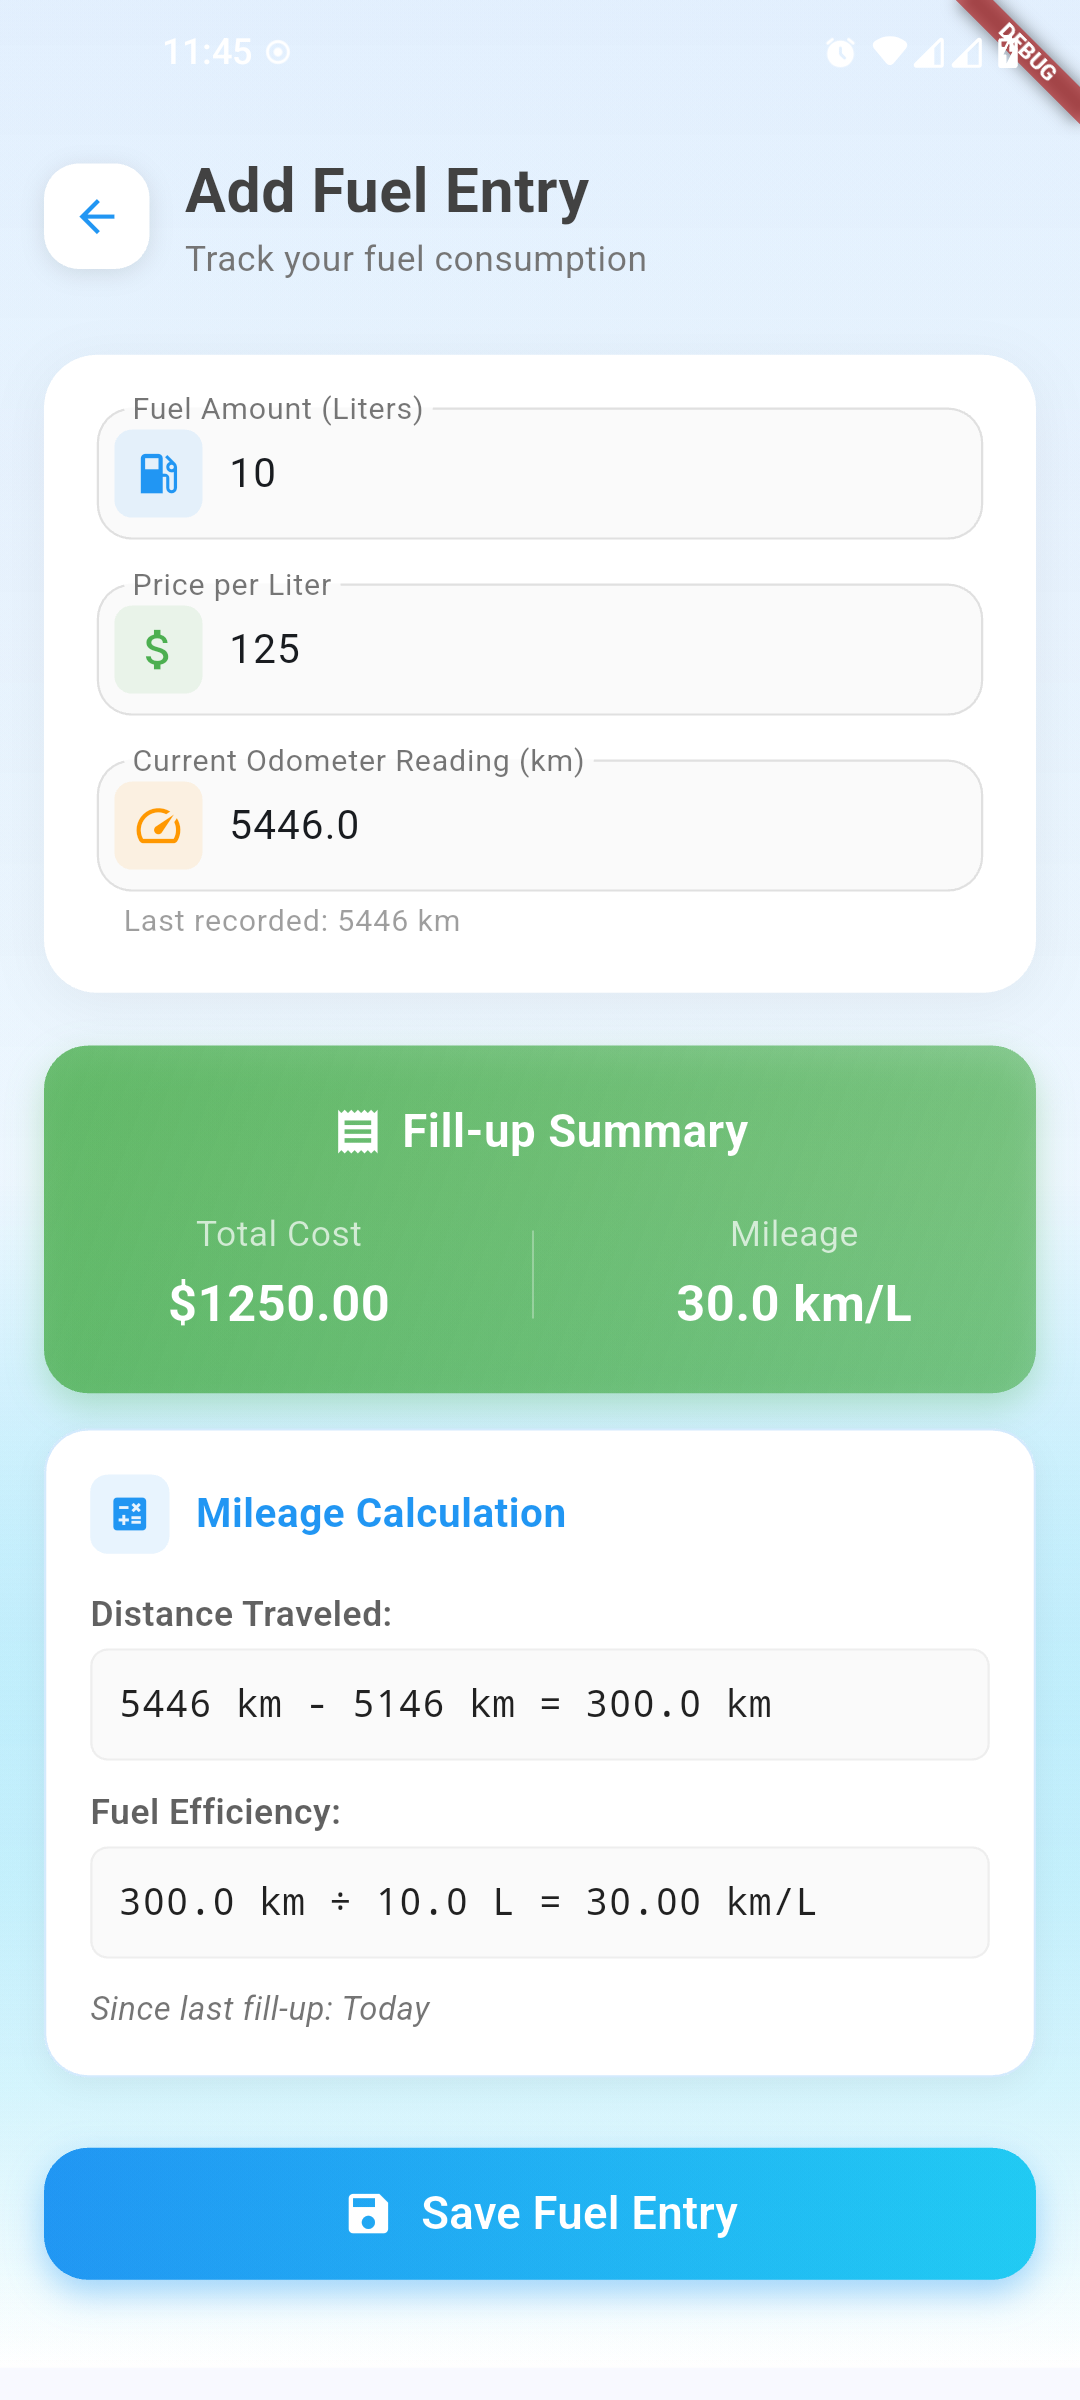 11:45
DEBUG
Add Fuel Entry
Track your fuel consumption
Fuel Amount (Liters)
10
Price per Liter
$ 125
Current Odometer Reading (km)
5446.0
Last recorded: 5446 km
Fill-up Summary
Total Cost Mileage
$1250.00 30.0 km/L
Mileage Calculation
Distance Traveled:
5446 km - 5146 km = 300.0 km
Fuel Efficiency:
300.0 km ÷ 10.0 L = 30.00 km/L
Since last fill-up: Today
Save Fuel Entry